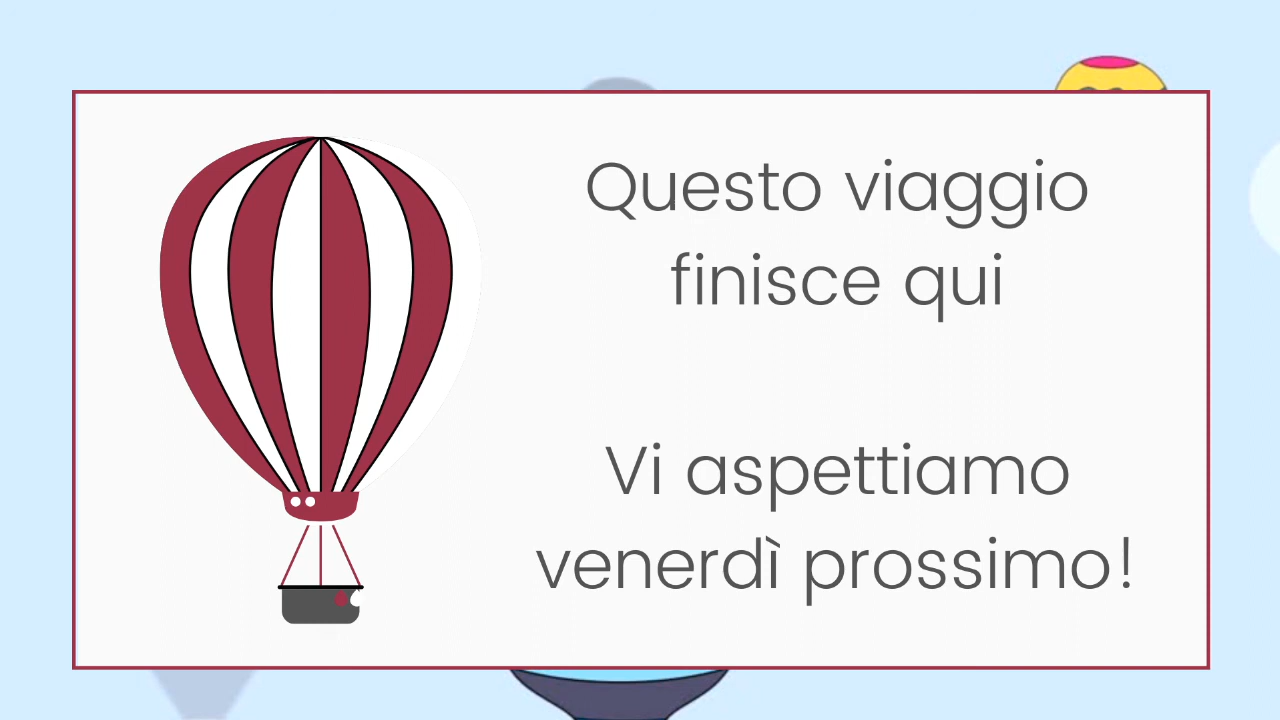 Questo viaggio
finisce qui
Vi aspettiamo
venerdì prossimo!